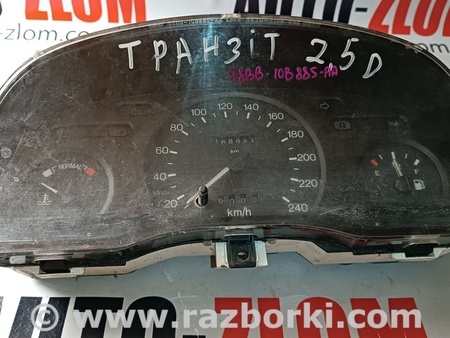 AUTO-ZLOM
-zlom.com
ТРАНЗІТ 2,5D
98BB-10B885-AA
20 40 60 80 100 120 140 160 180 200 220 240
km
km/h
NORMAL
E F
AUTO-ZLOM
www.razborki.com